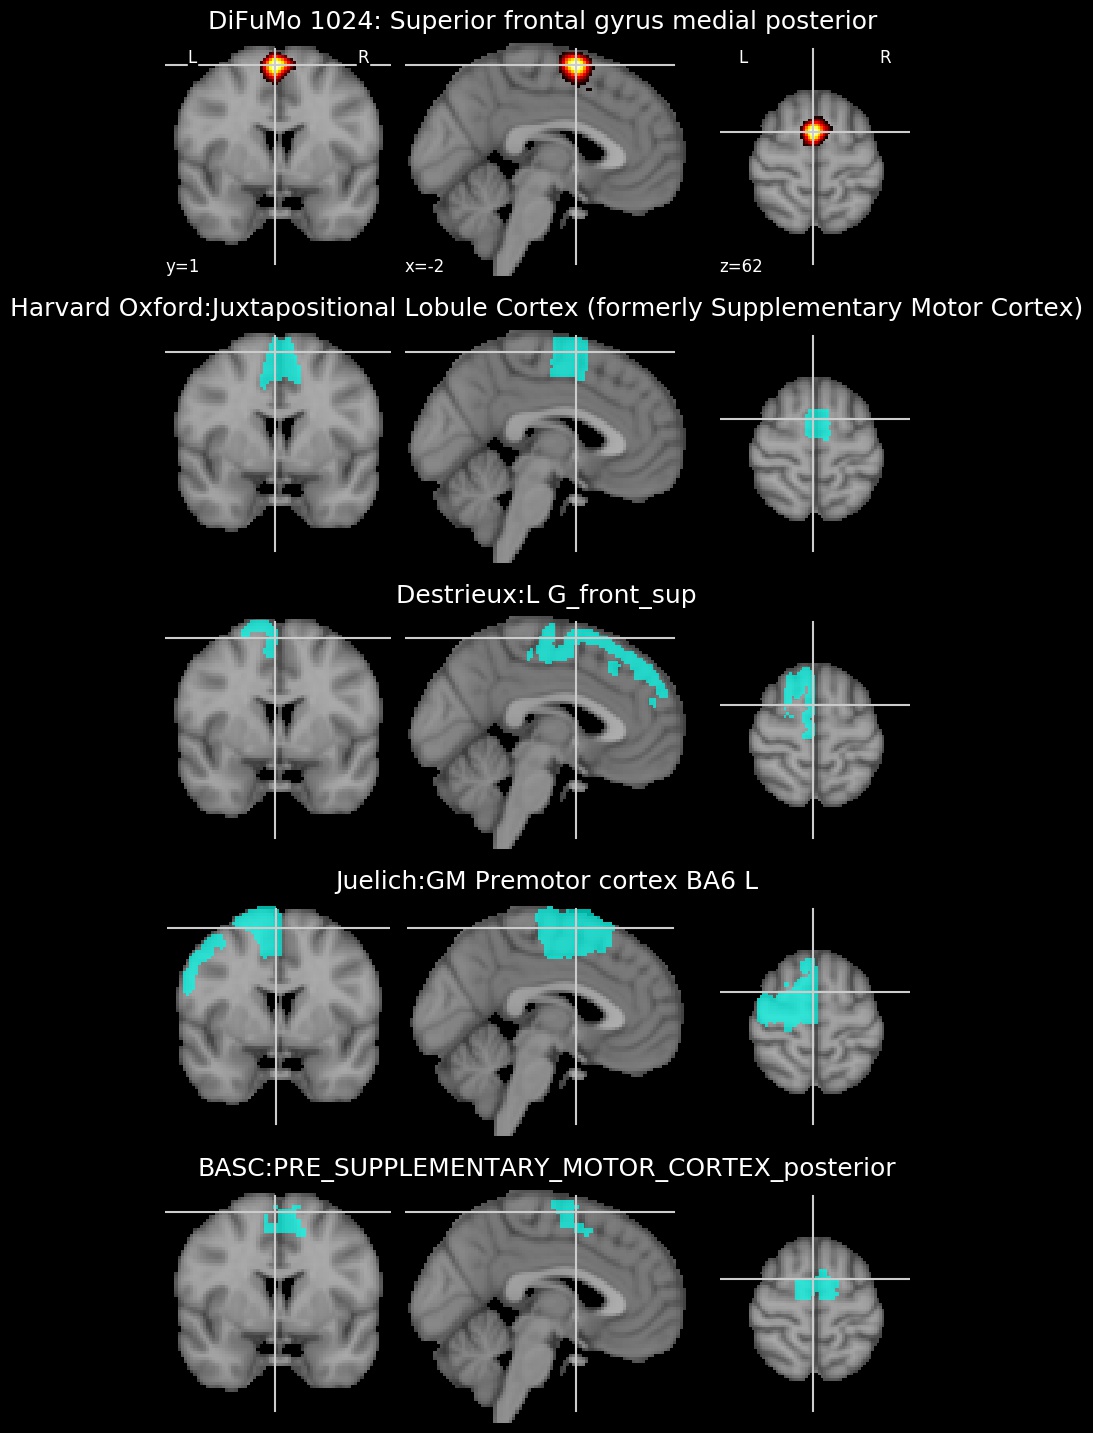 DiFuMo 1024: Superior frontal gyrus medial posterior
L R L R
y=1 x=-2 z=62
Harvard Oxford:Juxtapositional Lobule Cortex (formerly Supplementary Motor Cortex)
Destrieux:L G_front_sup
Juelich:GM Premotor cortex BA6 L
BASC:PRE_SUPPLEMENTARY_MOTOR_CORTEX_posterior